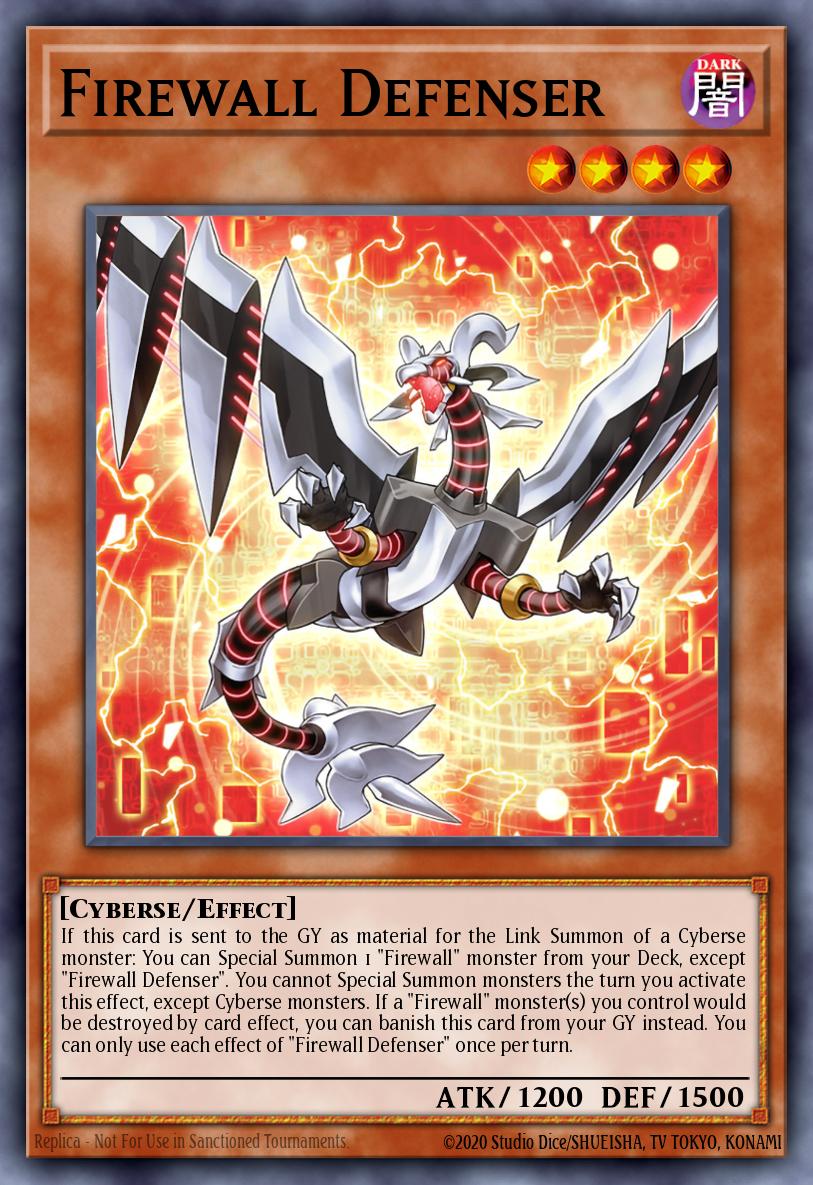 Firewall Defenser
DARK
闇
[Cyberse/Effect]
If this card is sent to the GY as material for the Link Summon of a Cyberse
monster: You can Special Summon 1 "Firewall" monster from your Deck, except
"Firewall Defenser". You cannot Special Summon monsters the turn you activate
this effect, except Cyberse monsters. If a "Firewall" monster(s) you control would
be destroyed by card effect, you can banish this card from your GY instead. You
can only use each effect of "Firewall Defenser" once per turn.
ATK/1200 DEF/1500
Replica - Not For Use in Sanctioned Tournaments.
©2020 Studio Dice/SHUEISHA, TV TOKYO, KONAMI